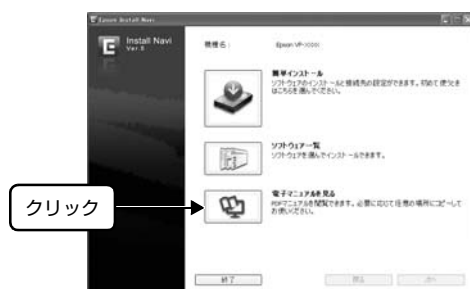 Epson Install Navi
Install Navi
Ver.8
機種名：
Epson VP-xxxx
簡単インストール
ソフトウェアのインストールと接続先の設定ができます。初めて使うとき
はこちらを選んでください。
ソフトウェア一覧
ソフトウェアを選んでインストールできます。
電子マニュアルを見る
PDFマニュアルを閲覧できます。必要に応じて任意の場所にコピーして
お使いください。
クリック
終了
戻る
次へ